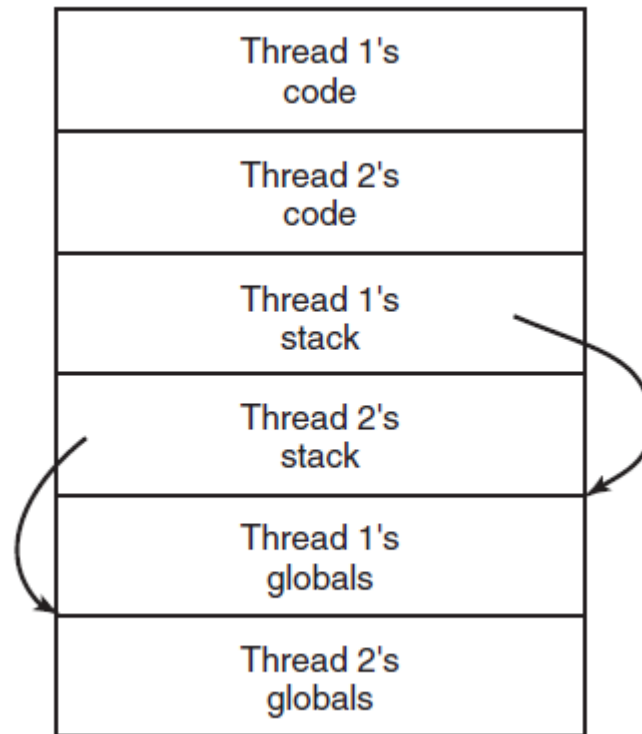 Thread 1's
code
Thread 2's
code
Thread 1's
stack
Thread 2's
stack
Thread 1's
globals
Thread 2's
globals